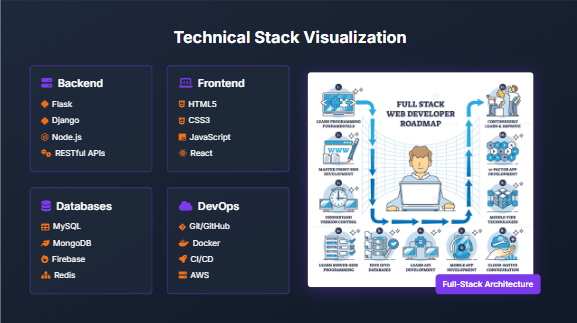 Technical Stack Visualization
Backend
Flask
Django
Node.js
RESTful APIs
Frontend
HTML5
CSS3
JavaScript
React
Databases
MySQL
MongoDB
Firebase
Redis
DevOps
Git/GitHub
Docker
CI/CD
AWS
FULL STACK
WEB DEVELOPER
ROADMAP
LEARN PROGRAMMING
FUNDAMENTALS
WWW
MASTER FRONT-END
DEVELOPMENT
UNDERSTAND
VERSION CONTROL
LEARN SERVER-SIDE
PROGRAMMING
DIVE INTO
DATABASES
LEARN API
DEVELOPMENT
MOBILE APP
DEVELOPMENT
CLOUD-NATIVE
CONFIGURATION
MIDDLE TIER
TECHNOLOGIES
12 FACTOR APP
DEVELOPMENT
CONTINUOUSLY
LEARN & IMPROVE
Full-Stack Architecture